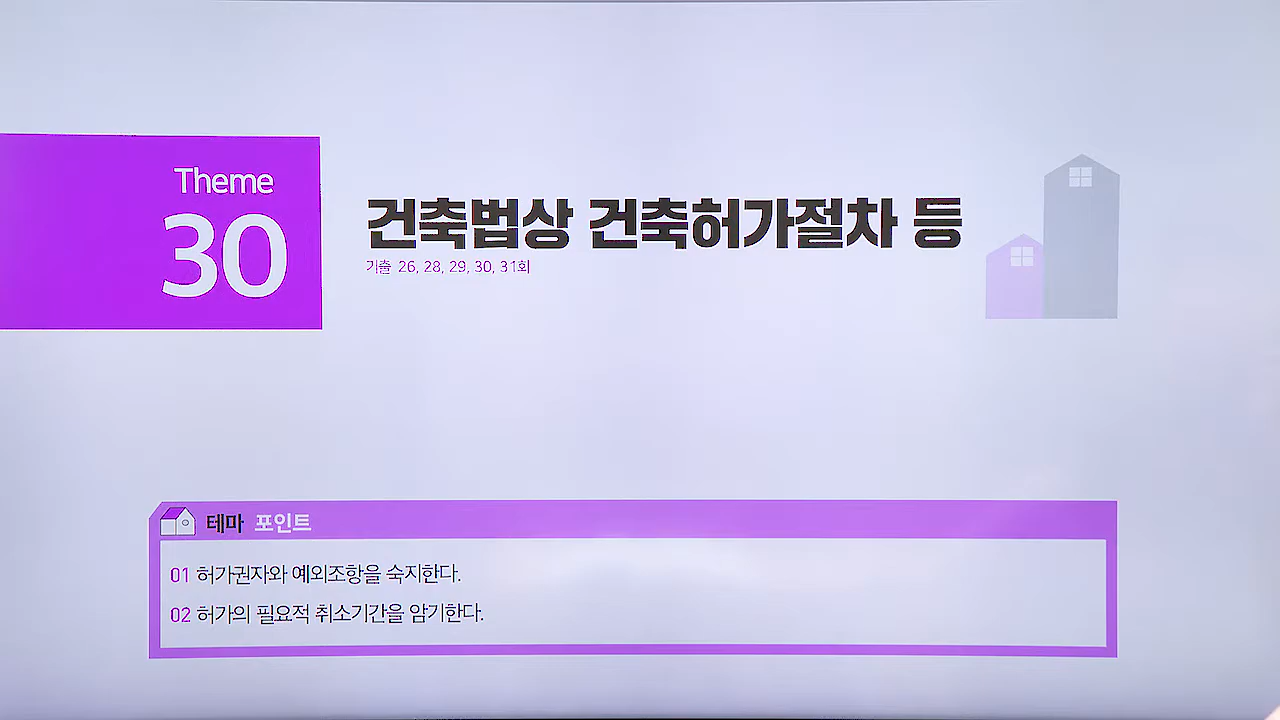 Theme
30
건축법상 건축허가절차 등
기출 26, 28, 29, 30, 31회
테마 포인트
01 허가권자와 예외조항을 숙지한다.
02 허가의 필요적 취소기간을 암기한다.